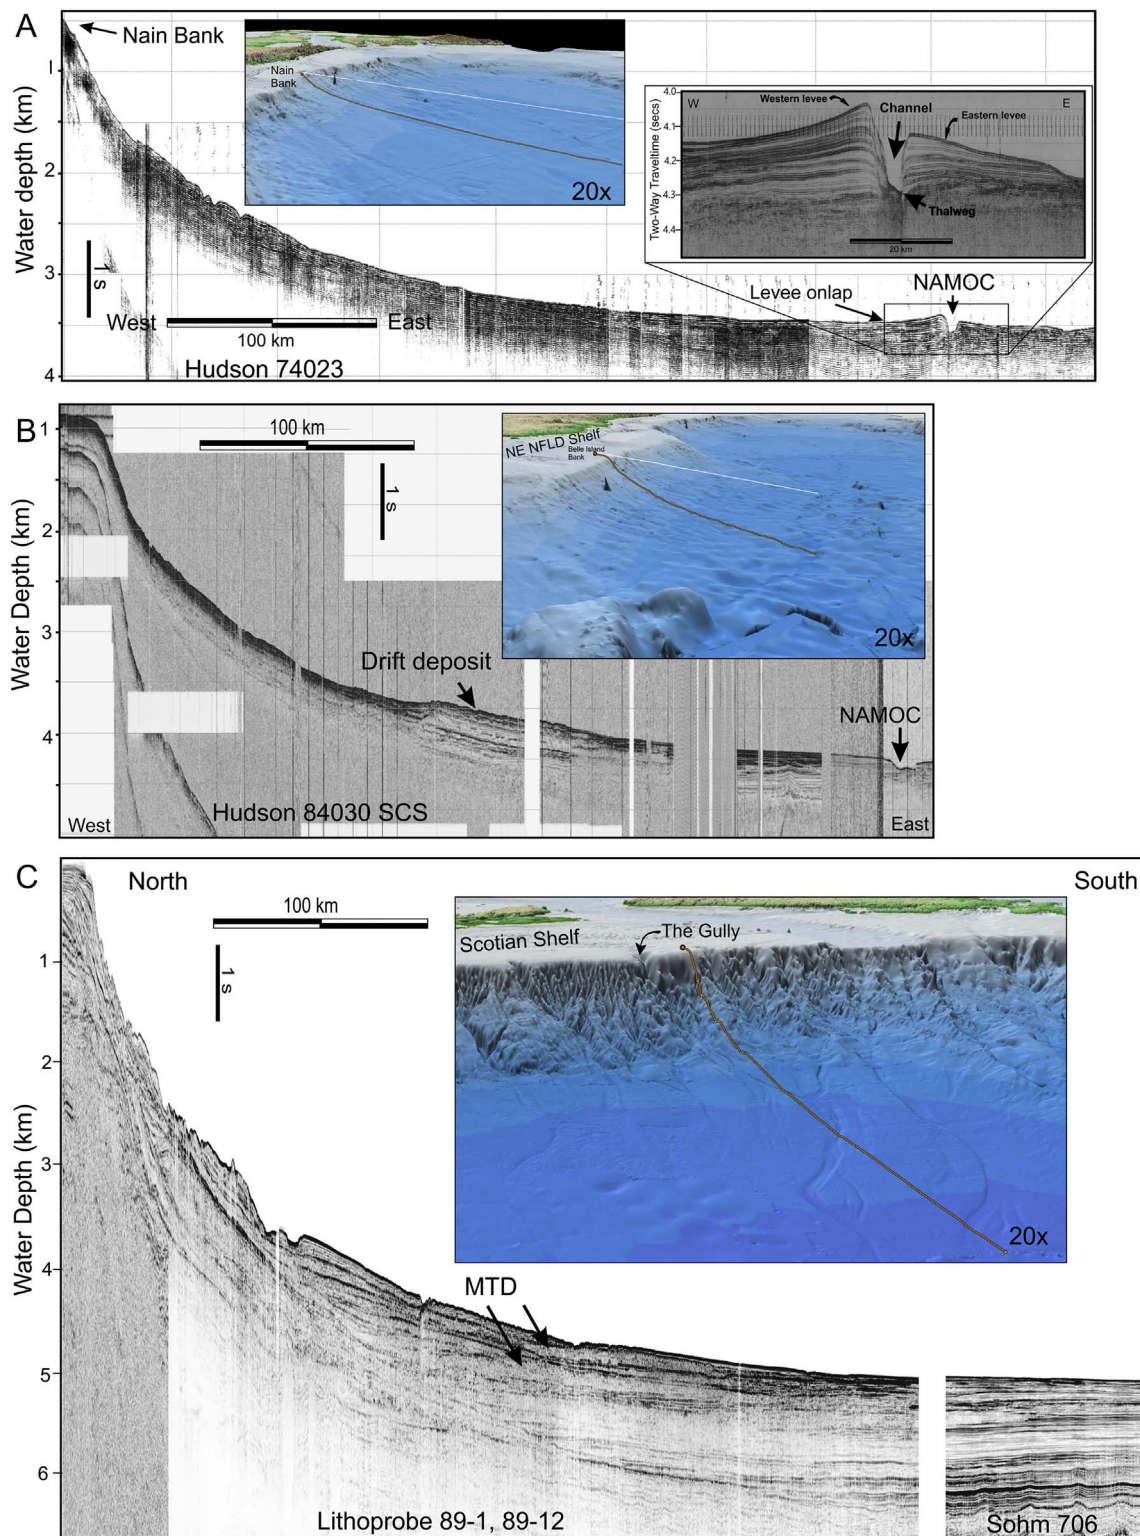 A
Nain Bank
Water depth (km)
1
2
3
4
1 s
West
East
100 km
Hudson 74023
Nain
Bank
20x
Two-Way Traveltime (secs)
4.0
4.1
4.2
4.3
4.4
W
E
Western levee
Channel
Eastern levee
Thalweg
20 km
Levee onlap
NAMOC
B
Water Depth (km)
1
2
3
4
100 km
1 s
NE NFLD Shelf
Belle Island
Bank
20x
Drift deposit
NAMOC
Hudson 84030 SCS
West
East
C
North
South
Water Depth (km)
1
2
3
4
5
6
100 km
1 s
Scotian Shelf
The Gully
20x
MTD
Lithoprobe 89-1, 89-12
Sohm 706